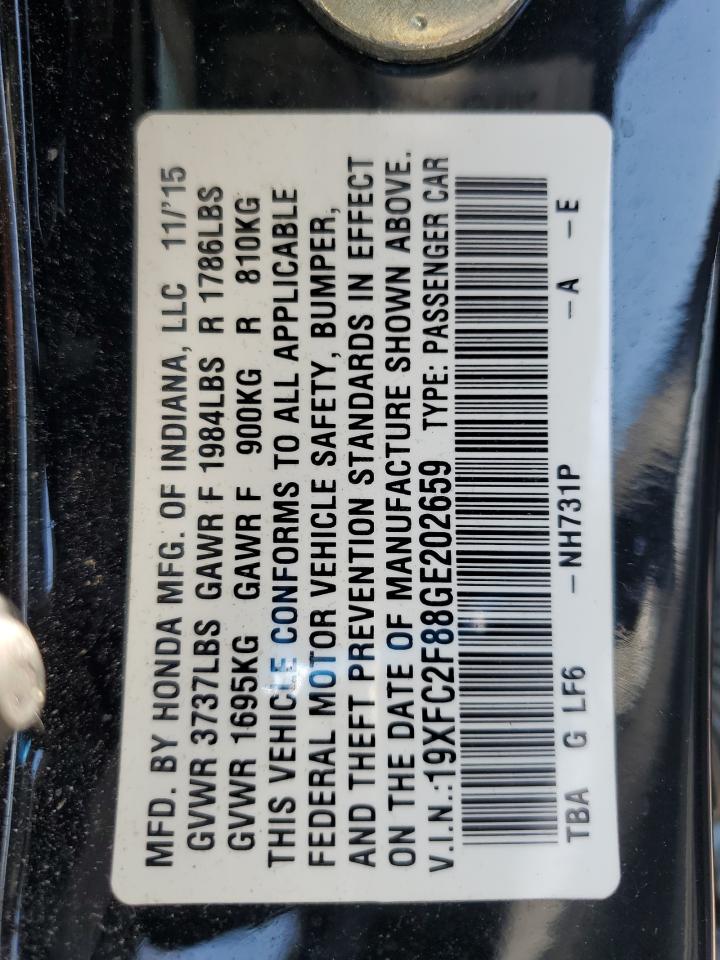 MFD. BY HONDA MFG. OF INDIANA, LLC 11/'15
GVWR 3737LBS GAWR F 1984LBS R 1786LBS
GVWR 1695KG GAWR F 900KG R 810KG
THIS VEHICLE CONFORMS TO ALL APPLICABLE
FEDERAL MOTOR VEHICLE SAFETY, BUMPER,
AND THEFT PREVENTION STANDARDS IN EFFECT
ON THE DATE OF MANUFACTURE SHOWN ABOVE.
V.I.N.:19XFC2F88GE202659 TYPE: PASSENGER CAR
TBA G LF6 –NH731P –A –E